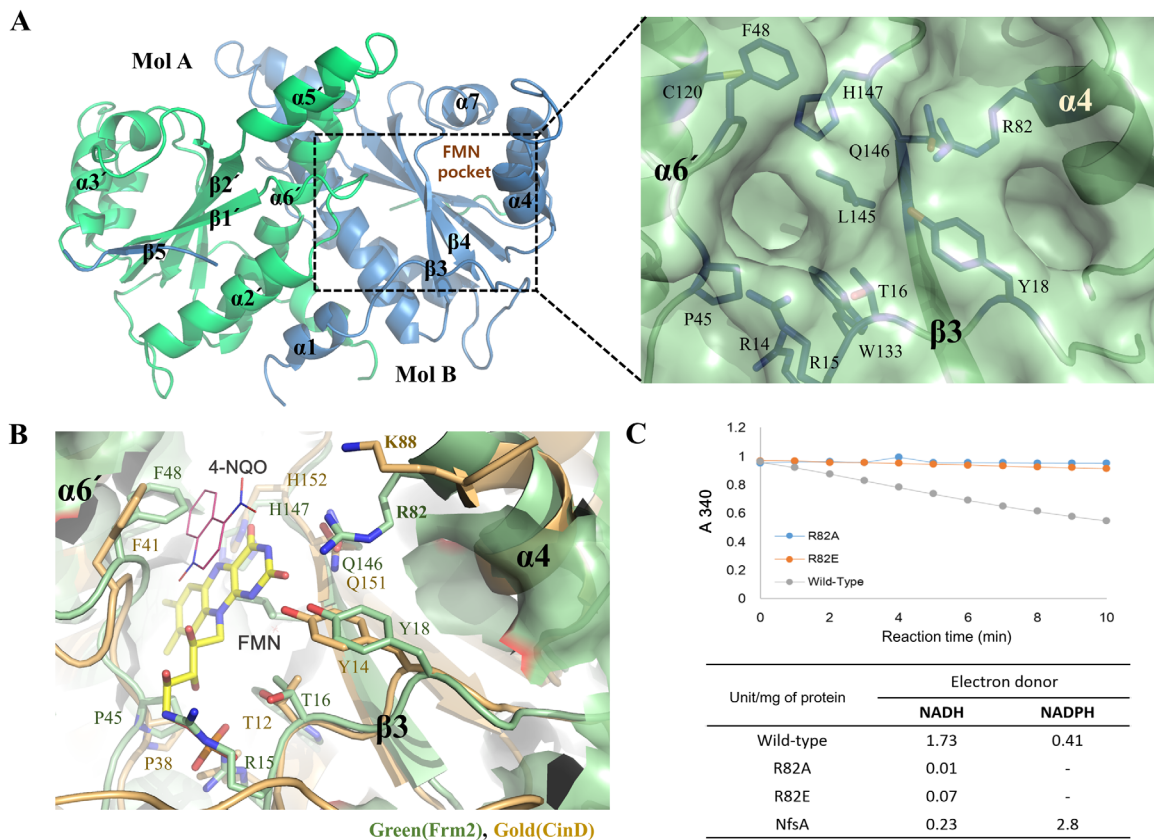 A
Mol A
α5´
α7
α3´
β2´
FMN
pocket
α6´
α4
β1´
β5
β4
β3
α2´
α1
Mol B
F48
C120
H147
α4
R82
Q146
α6´
L145
T16
Y18
P45
R14
β3
R15
W133
B
4-NQO
K88
α6´
F48
H152
H147
R82
F41
α4
Q146
Q151
FMN
Y18
Y14
P45
T16
T12
β3
P38
R15
Green(Frm2), Gold(CinD)
C
1.2
1
0.8
0.6
0.4
0.2
0
A 340
R82A
R82E
Wild-Type
0 2 4 6 8 10
Reaction time (min)
Unit/mg of protein
Electron donor
NADH NADPH
Wild-type 1.73 0.41
R82A 0.01 -
R82E 0.07 -
NfsA 0.23 2.8